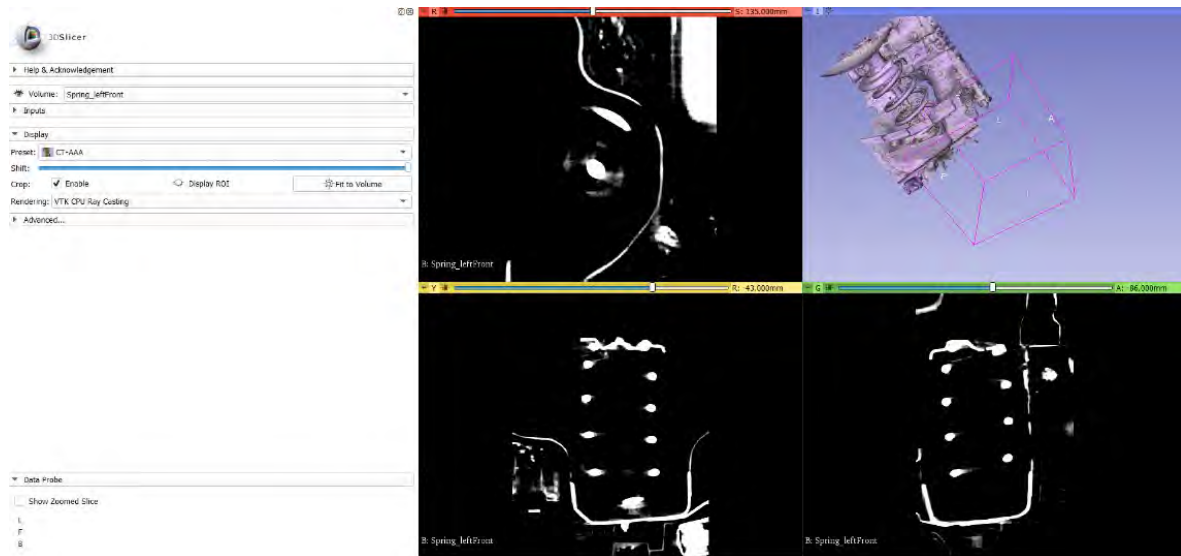 3DSlicer
Help & Acknowledgement
Volume: Spring_leftFront
Inputs
Display
Preset: CT-AAA
Shift:
Crop: Enable Display ROI Fit to Volume
Rendering: VTK CPU Ray Casting
Advanced...
Data Probe
Show Zoomed Slice
L
F
B
R S: 135.000mm
B: Spring_leftFront
1
L A
P
Y R: -43.000mm
B: Spring_leftFront
G A: -86.000mm
B: Spring_leftFront